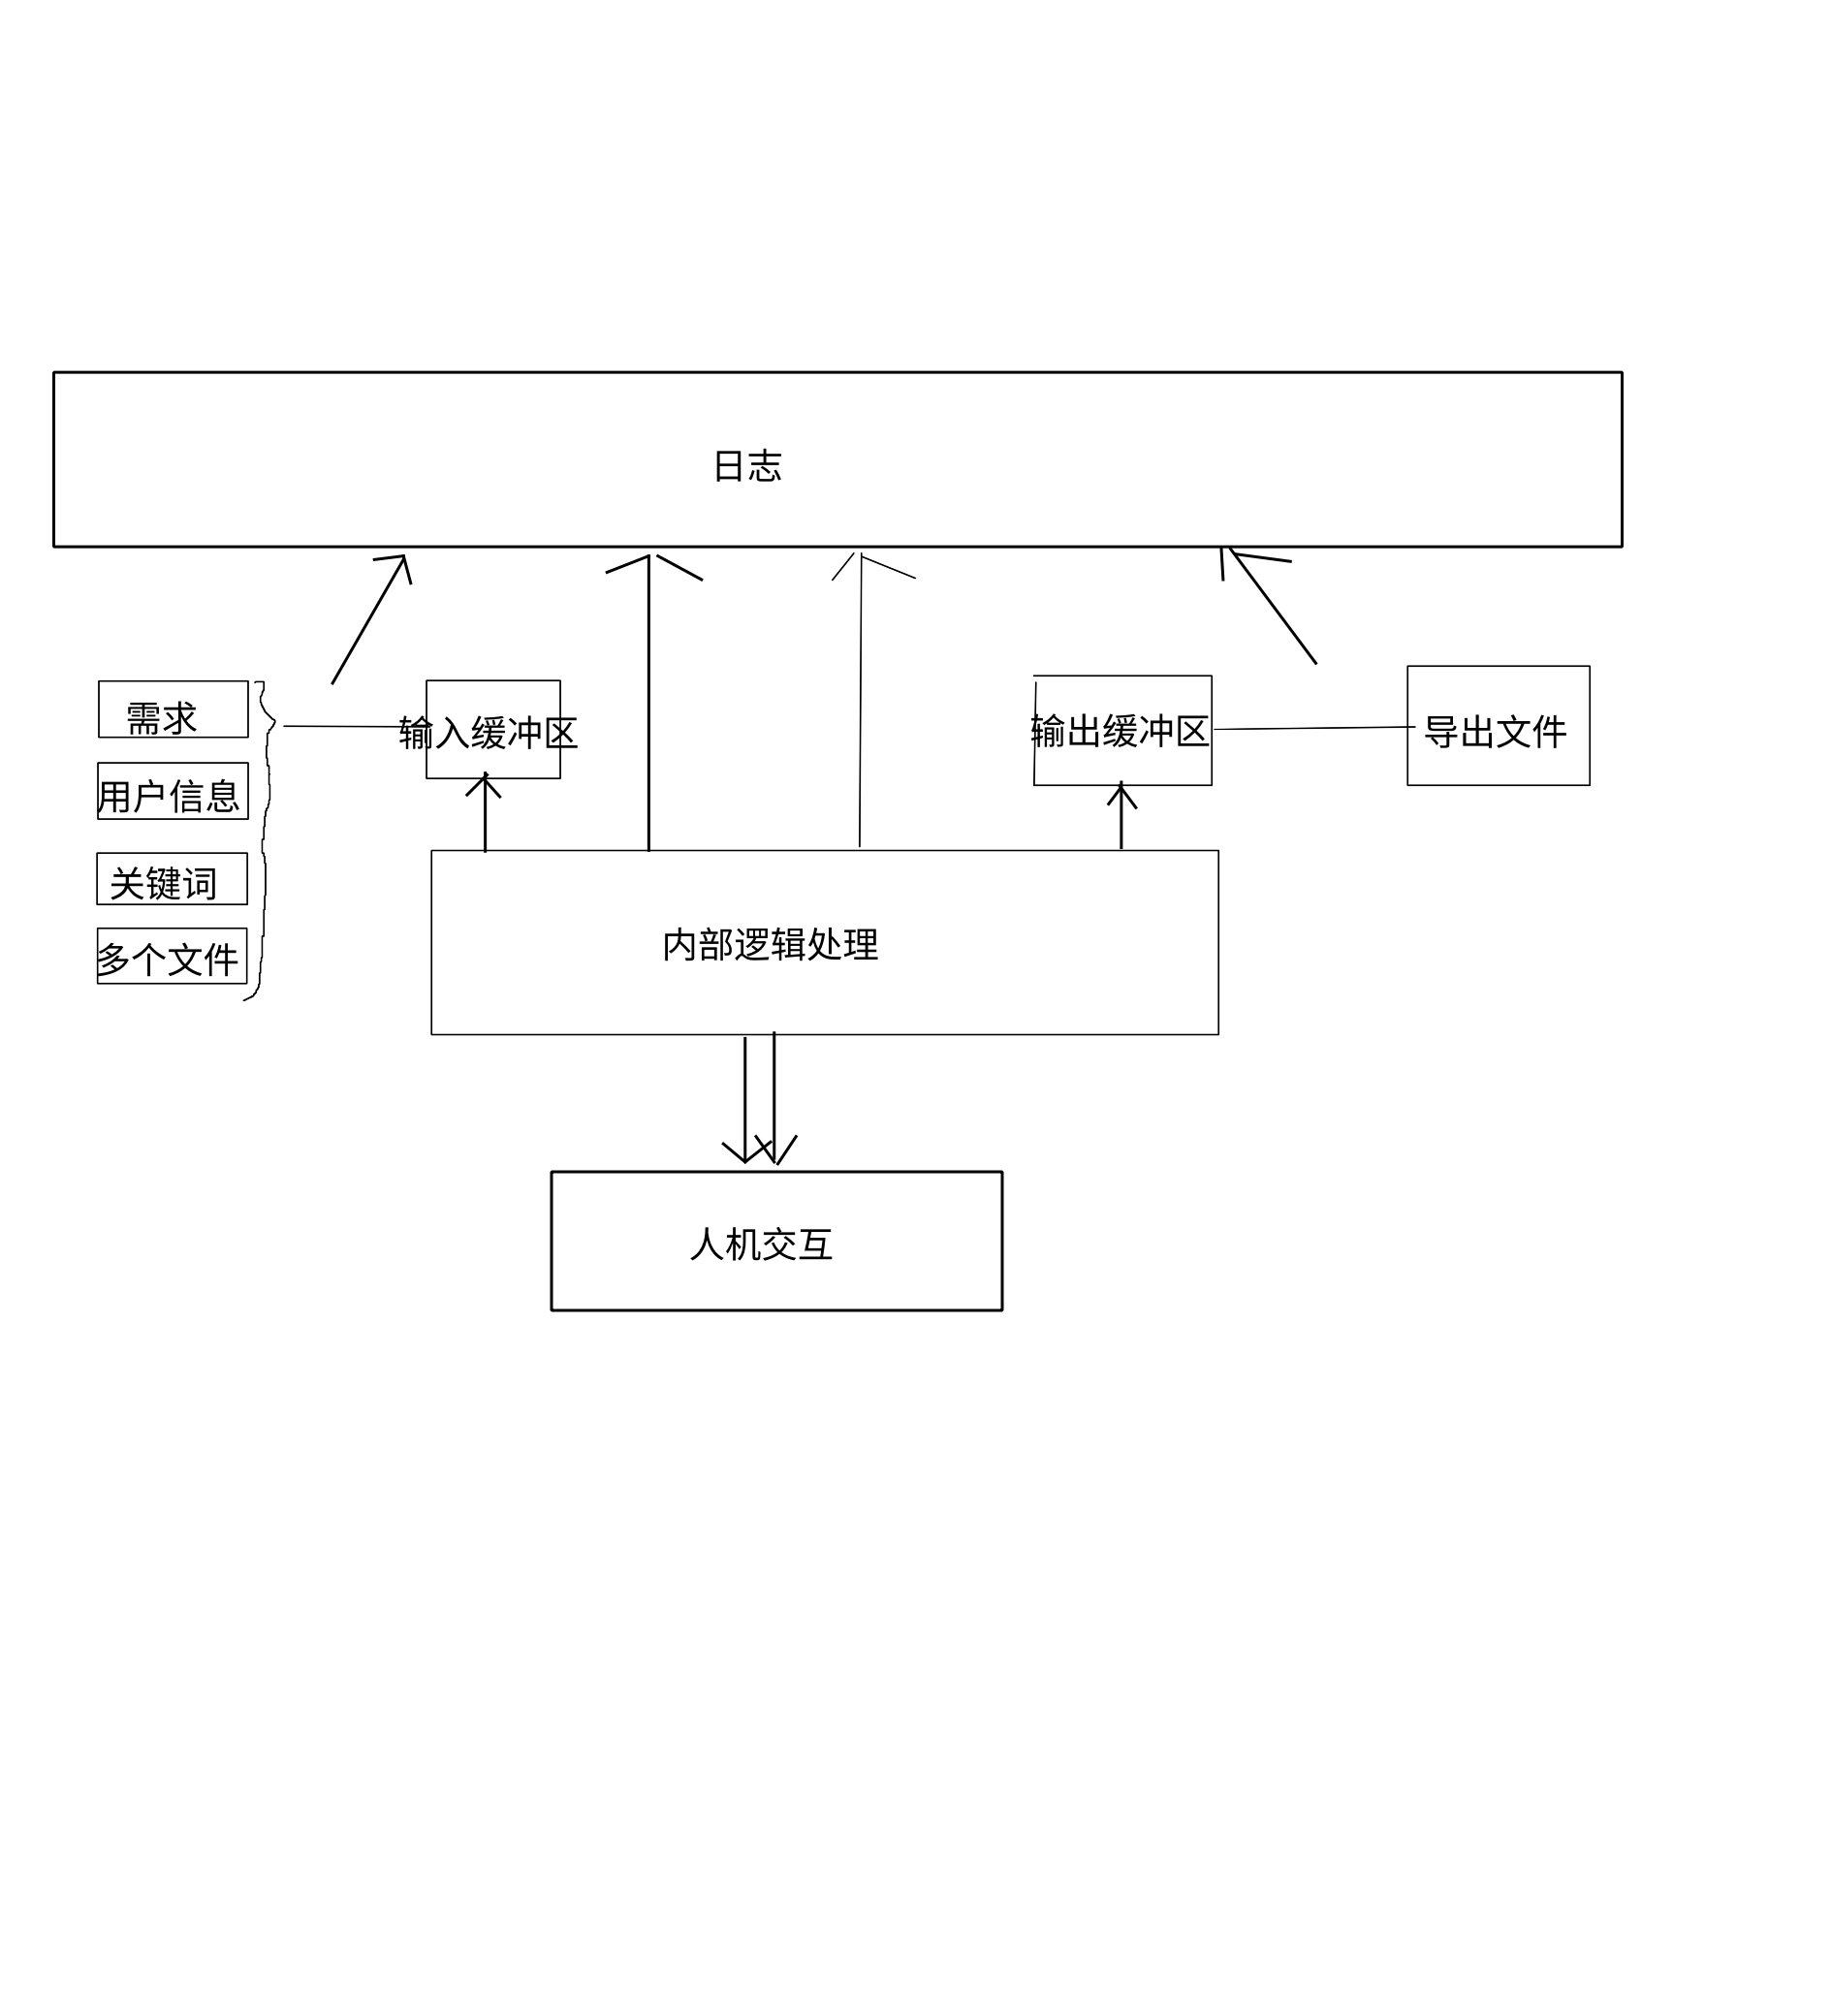 日志
需求
输入缓冲区
输出缓冲区
导出文件
用户信息
关键词
多个文件
内部逻辑处理
人机交互